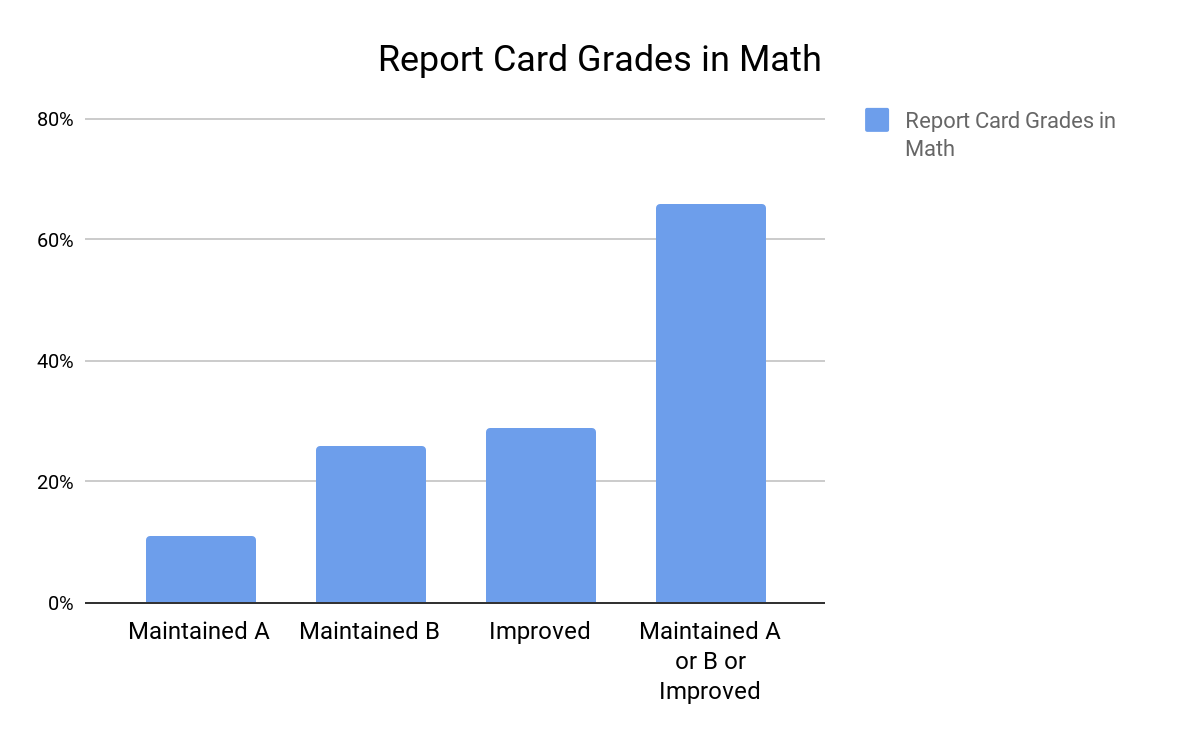 Report Card Grades in Math
80%
60%
40%
20%
0%
Report Card Grades in
Math
Maintained A
Maintained B
Improved
Maintained A
or B or
Improved